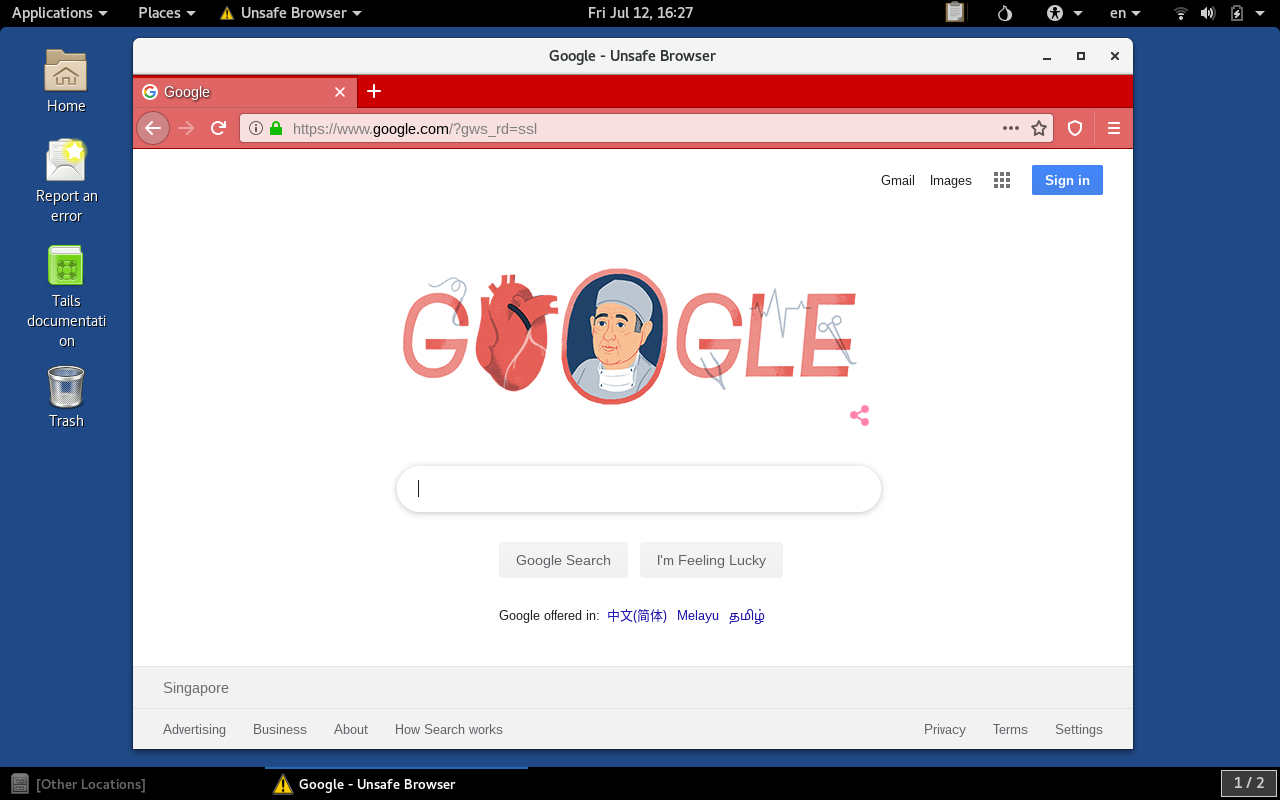 Applications Places Unsafe Browser Fri Jul 12, 16:27 en
Home
Report an
error
Tails
documentati
on
Trash
Google - Unsafe Browser
Google
https://www.google.com/?gws_rd=ssl
Gmail Images Sign in
GOOGLE
Google Search I'm Feeling Lucky
Google offered in: 中文(简体) Melayu தமிழ்
Singapore
Advertising Business About How Search works Privacy Terms Settings
[Other Locations] Google - Unsafe Browser 1 / 2